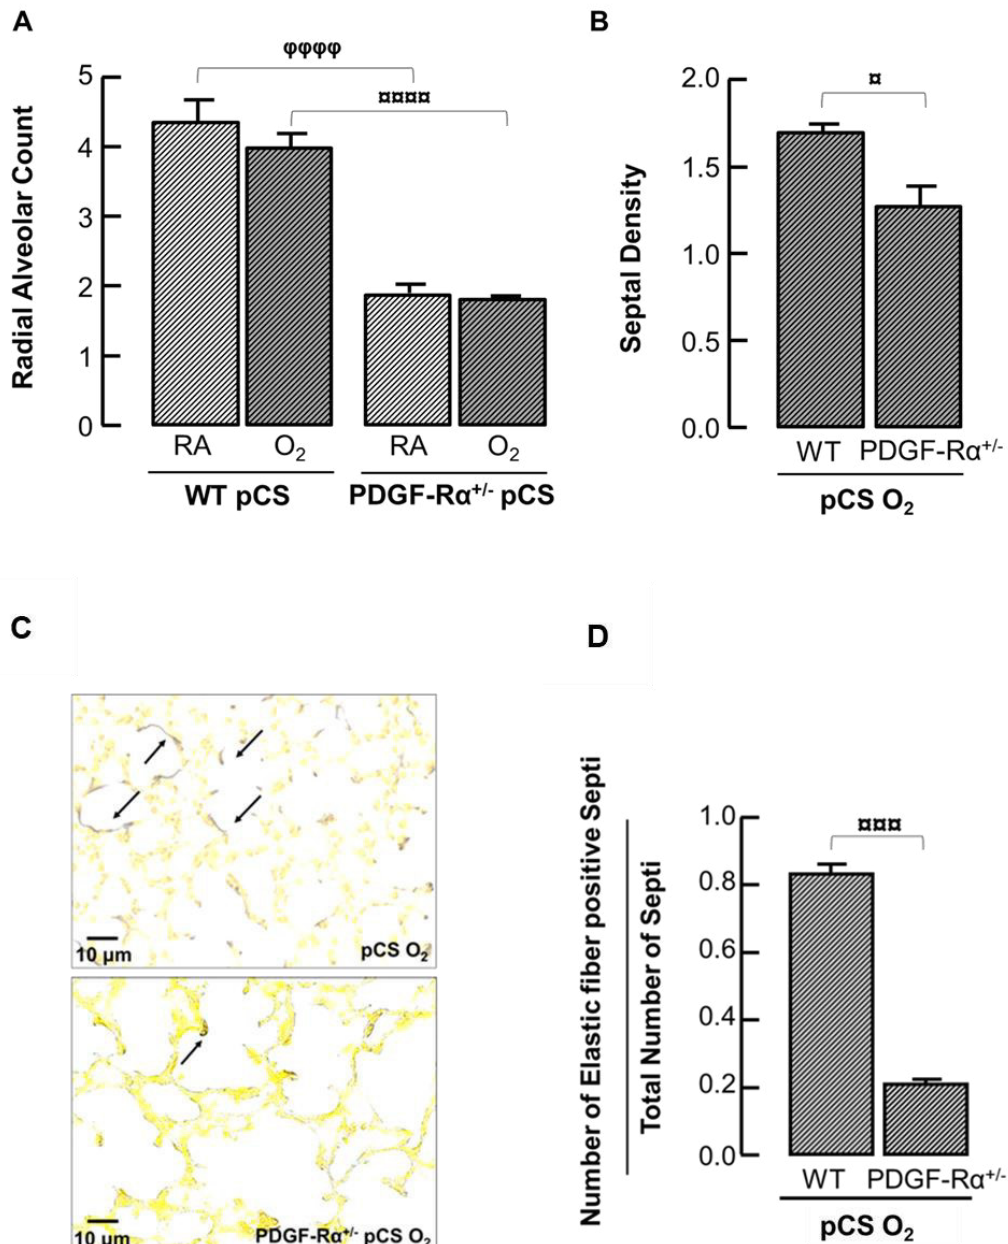 A
φφφφ
¤¤¤¤
Radial Alveolar Count
5
4
3
2
1
0
RA
O₂
RA
O₂
WT pCS
PDGF-Rα⁺/⁻ pCS
B
¤
Septal Density
2.0
1.5
1.0
0.5
0.0
WT
PDGF-Rα⁺/⁻
pCS O₂
C
10 µm
pCS O₂
10 µm
PDGF-Rα⁺/⁻ pCS O₂
D
¤¤¤
Number of Elastic fiber positive Septi
Total Number of Septi
1.0
0.8
0.6
0.4
0.2
0.0
WT
PDGF-Rα⁺/⁻
pCS O₂